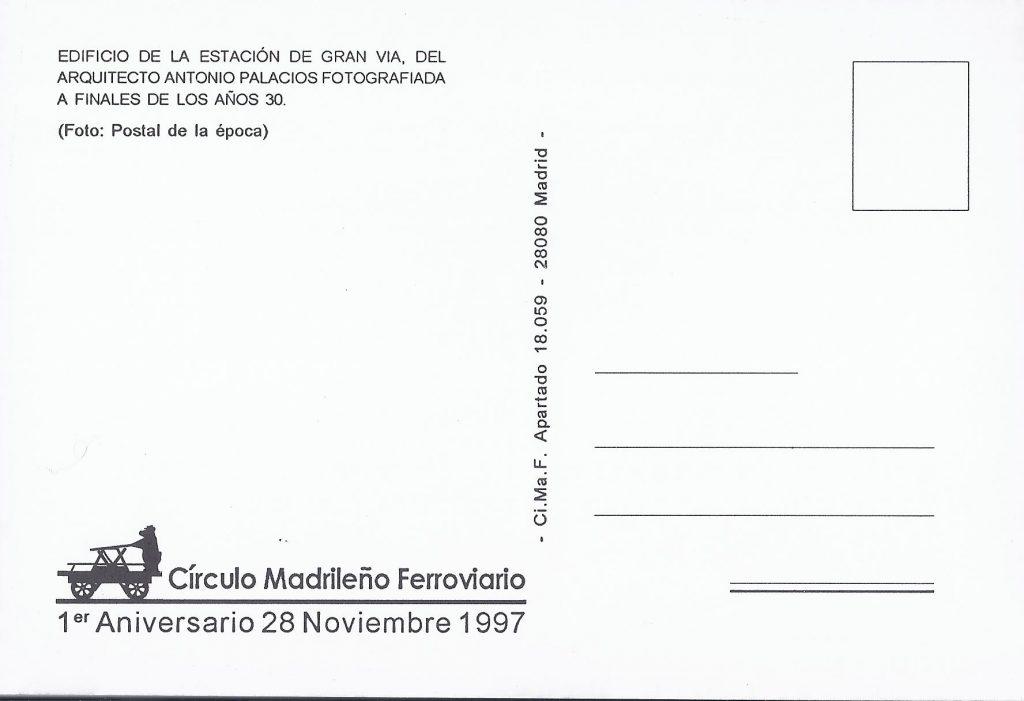 EDIFICIO DE LA ESTACIÓN DE GRAN VIA, DEL
ARQUITECTO ANTONIO PALACIOS FOTOGRAFIADA
A FINALES DE LOS AÑOS 30.
(Foto: Postal de la época)
- Ci.Ma.F. Apartado 18.059 - 28080 Madrid -
Círculo Madrileño Ferroviario
1er Aniversario 28 Noviembre 1997